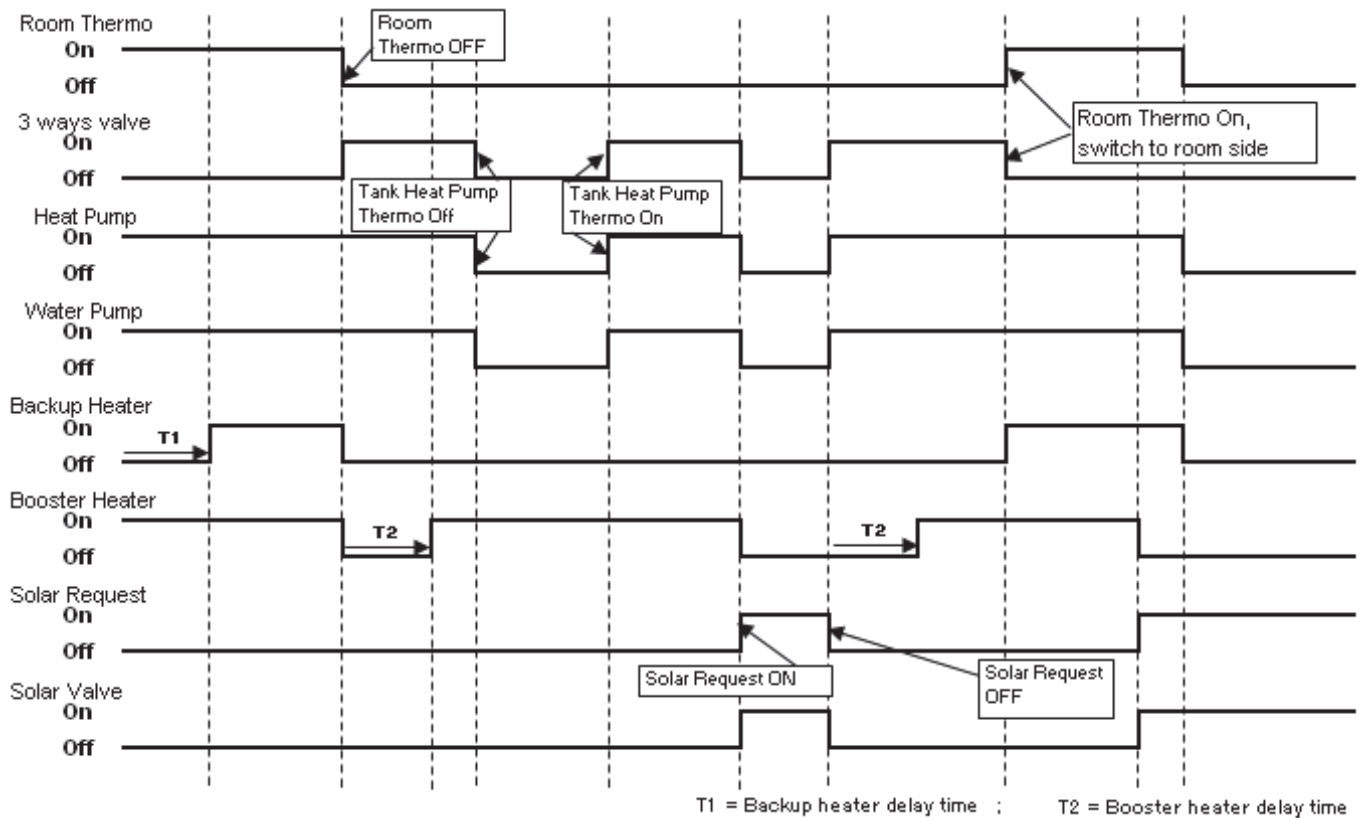 Room Thermo
On
Off
Room
Thermo OFF
3 ways valve
On
Off
Room Thermo On,
switch to room side
Tank Heat Pump
Thermo Off
Tank Heat Pump
Thermo On
Heat Pump
On
Off
Water Pump
On
Off
Backup Heater
On
Off
T1
Booster Heater
On
Off
T2
T2
Solar Request
On
Off
Solar Request ON
Solar Request
OFF
Solar Valve
On
Off
T1 = Backup heater delay time ; T2 = Booster heater delay time